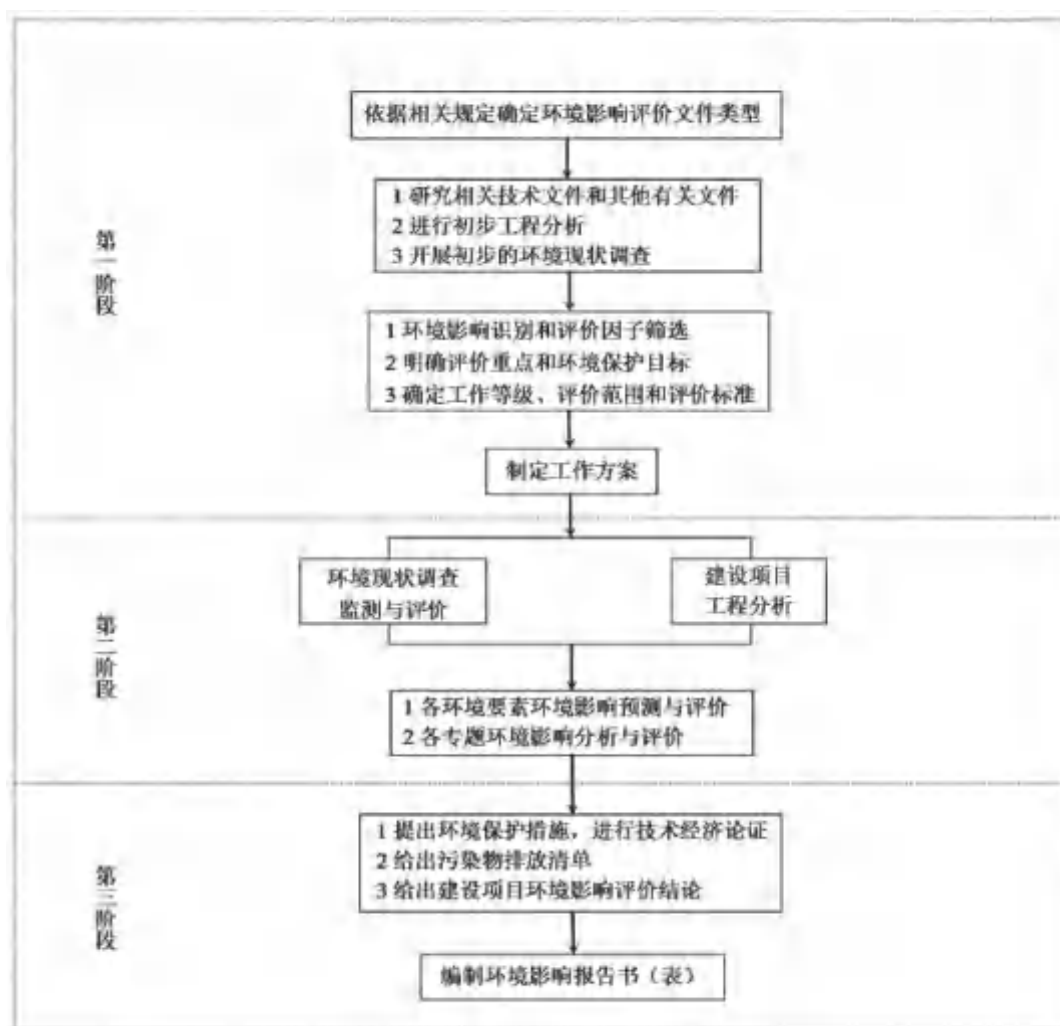 依据相关规定确定环境影响评价文件类型
1 研究相关技术文件和其他有关文件
2 进行初步工程分析
3 开展初步的环境现状调查
第一阶段
1 环境影响识别和评价因子筛选
2 明确评价重点和环境保护目标
3 确定工作等级、评价范围和评价标准
制定工作方案
环境现状调查
监测与评价
建设项目
工程分析
第二阶段
1 各环境要素环境影响预测与评价
2 各专题环境影响分析与评价
1 提出环境保护措施，进行技术经济论证
2 给出污染物排放清单
3 给出建设项目环境影响评价结论
第三阶段
编制环境影响报告书（表）